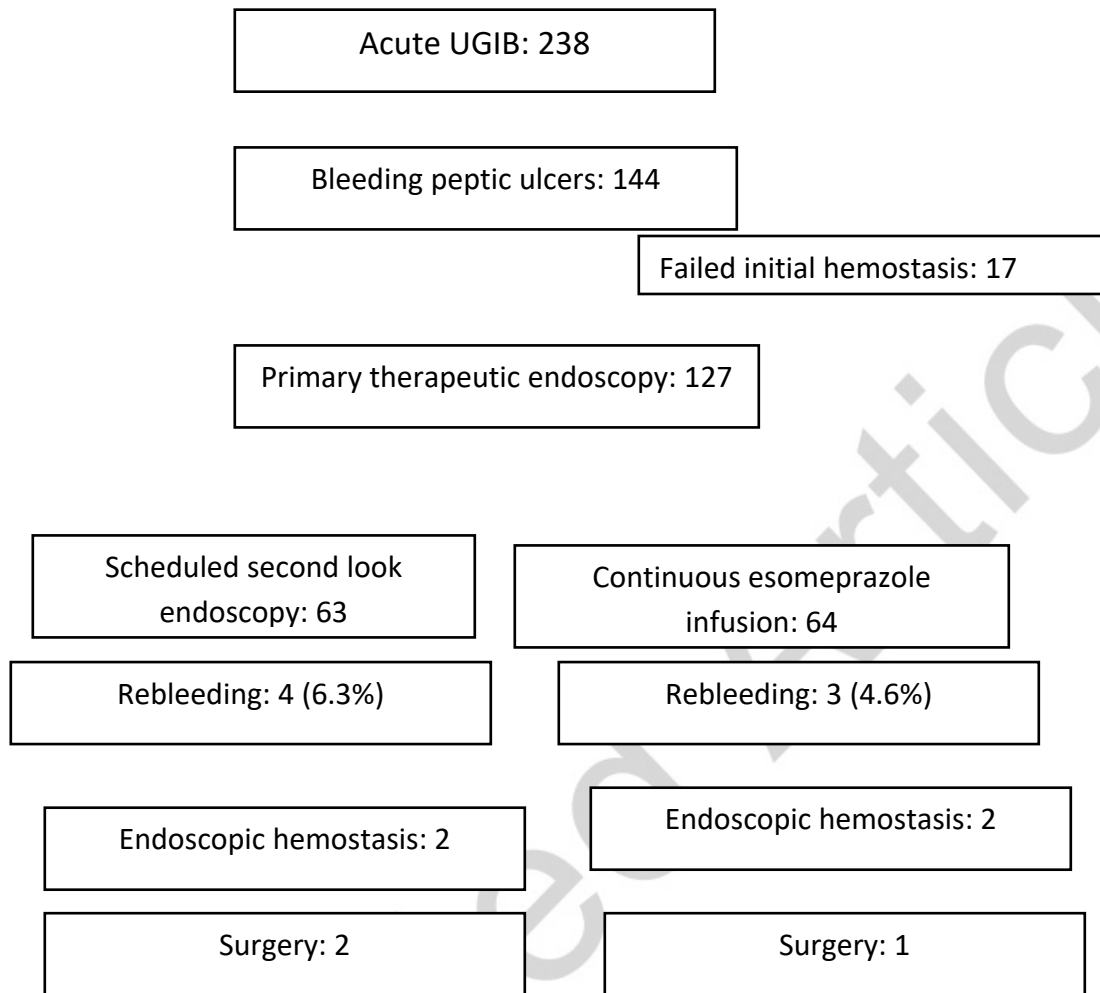 Acute UGIB: 238
Bleeding peptic ulcers: 144
Failed initial hemostasis: 17
Primary therapeutic endoscopy: 127
Scheduled second look
endoscopy: 63
Continuous esomeprazole
infusion: 64
Rebleeding: 4 (6.3%)
Rebleeding: 3 (4.6%)
Endoscopic hemostasis: 2
Endoscopic hemostasis: 2
Surgery: 2
Surgery: 1